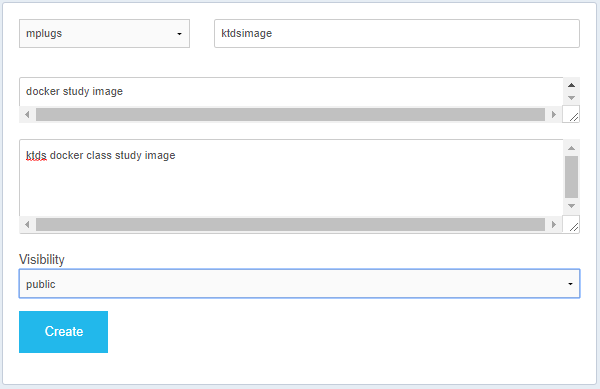 mplugs
ktdsimage
docker study image
ktds docker class study image
Visibility
public
Create